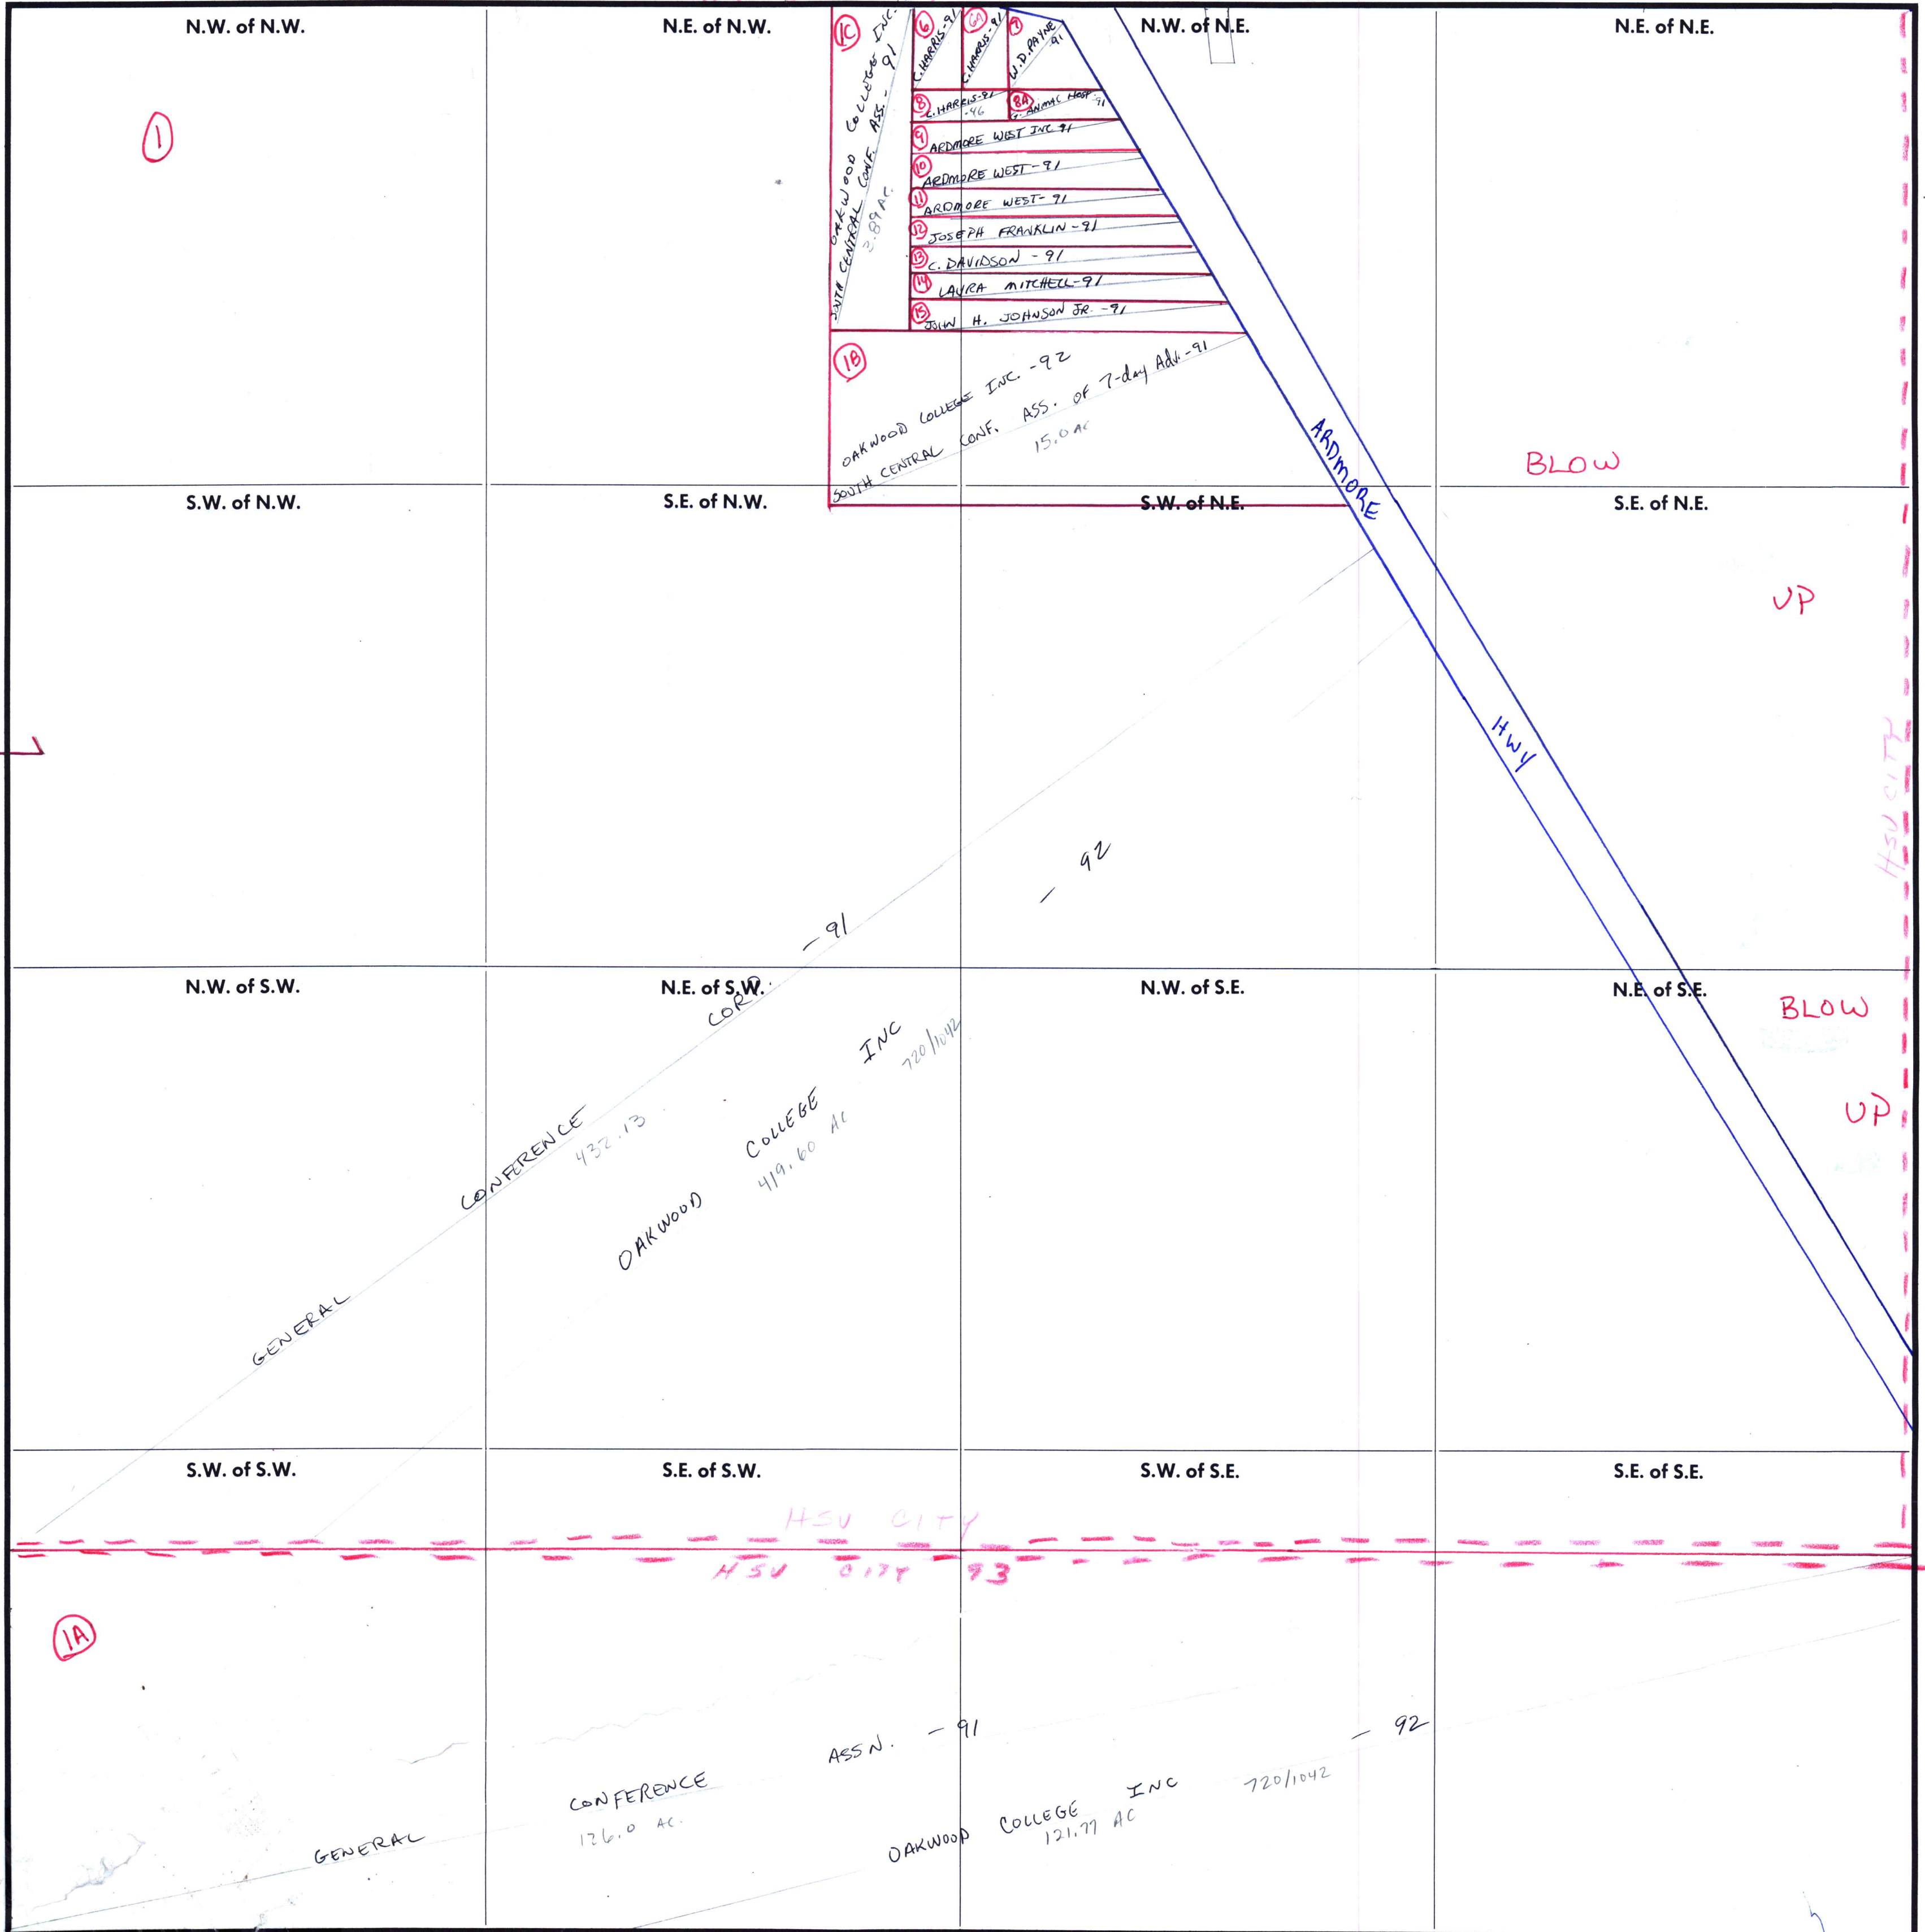 N.W. of N.W.
N.E. of N.W.
N.W. of N.E.
N.E. of N.E.
1
1C
OAKWOOD COLLEGE INC.
SOUTH CENTRAL CONF. ASS. - 91
3.89 AC.
6
C. HARRIS-91
6A
C. HARRIS-91
7
W.D. PAYNE
91
8
C. HARRIS-91
-46
8A
91
9
ARDMORE WEST INC 91
10
ARDMORE WEST-91
11
ARDMORE WEST-91
12
JOSEPH FRANKLIN-91
13
C. DAVIDSON - 91
14
LAURA MITCHELL-91
15
JOHN H. JOHNSON JR. -91
1B
OAKWOOD COLLEGE INC. -92
SOUTH CENTRAL CONF. ASS. OF 7-day Adv.-91
15.0 AC
ARDMORE
HWY
BLOW
UP
S.W. of N.W.
S.E. of N.W.
S.W. of N.E.
S.E. of N.E.
HSU CITY
N.W. of S.W.
N.E. of S.W.
N.W. of S.E.
N.E. of S.E.
BLOW
UP
GENERAL CONFERENCE CORP. - 91
432.13
OAKWOOD COLLEGE INC - 92
419.60 AC 720/1042
S.W. of S.W.
S.E. of S.W.
S.W. of S.E.
S.E. of S.E.
HSU CITY
HSU CITY 93
1A
GENERAL CONFERENCE ASSN. - 91
126.0 AC.
OAKWOOD COLLEGE INC 720/1042 - 92
121.77 AC